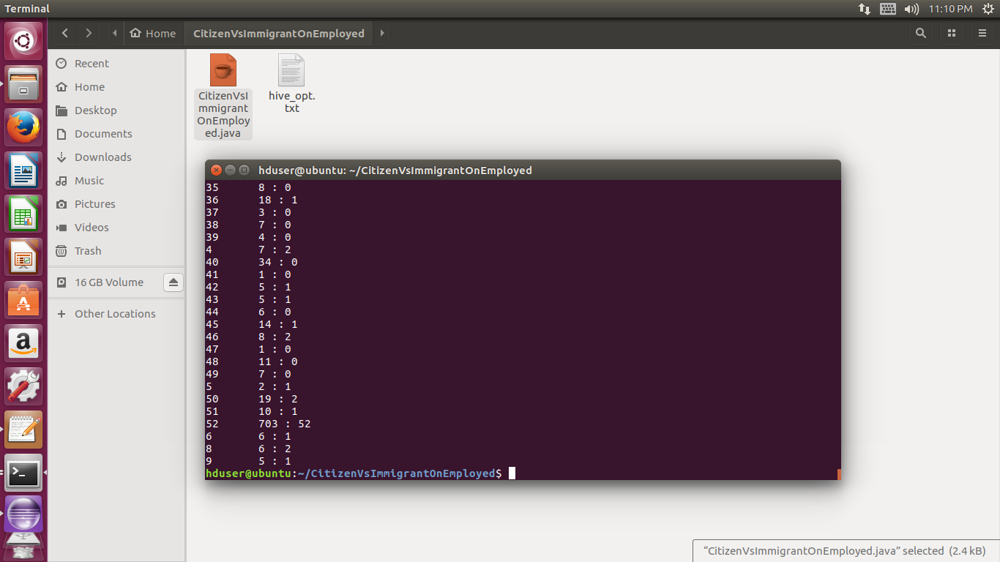 Terminal
11:10 PM
Home
CitizenVsImmigrantOnEmployed
Recent
Home
Desktop
Documents
Downloads
Music
Pictures
Videos
Trash
16 GB Volume
Other Locations
CitizenVsI
mmigrant
OnEmploy
ed.java
hive_opt.
txt
hduser@ubuntu: ~/CitizenVsImmigrantOnEmployed
35 8 : 0
36 18 : 1
37 3 : 0
38 7 : 0
39 4 : 0
4 7 : 2
40 34 : 0
41 1 : 0
42 5 : 1
43 5 : 1
44 6 : 0
45 14 : 1
46 8 : 2
47 1 : 0
48 11 : 0
49 7 : 0
5 2 : 1
50 19 : 2
51 10 : 1
52 703 : 52
6 6 : 1
8 6 : 2
9 5 : 1
hduser@ubuntu:~/CitizenVsImmigrantOnEmployed$
“CitizenVsImmigrantOnEmployed.java” selected (2.4 kB)